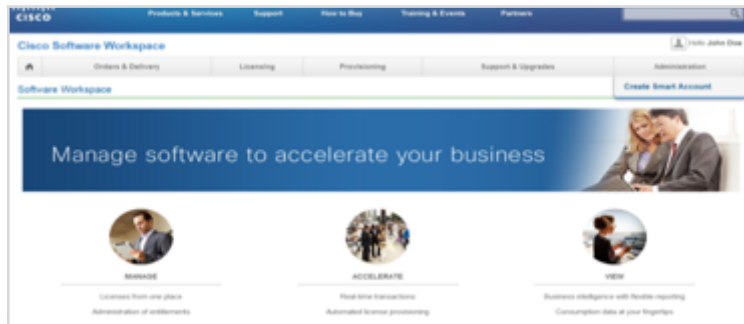 CISCO
Products & Services Support How to Buy Training & Events Partners
Cisco Software Workspace
Hello John Doe
Orders & Delivery Licensing Provisioning Support & Upgrades Administration
Software Workspace
Create Smart Account
Manage software to accelerate your business
MANAGE ACCELERATE VIEW
Licenses from one place Real-time transactions Business intelligence with flexible reporting
Administration of entitlements Automated license provisioning Consumption data at your fingertips